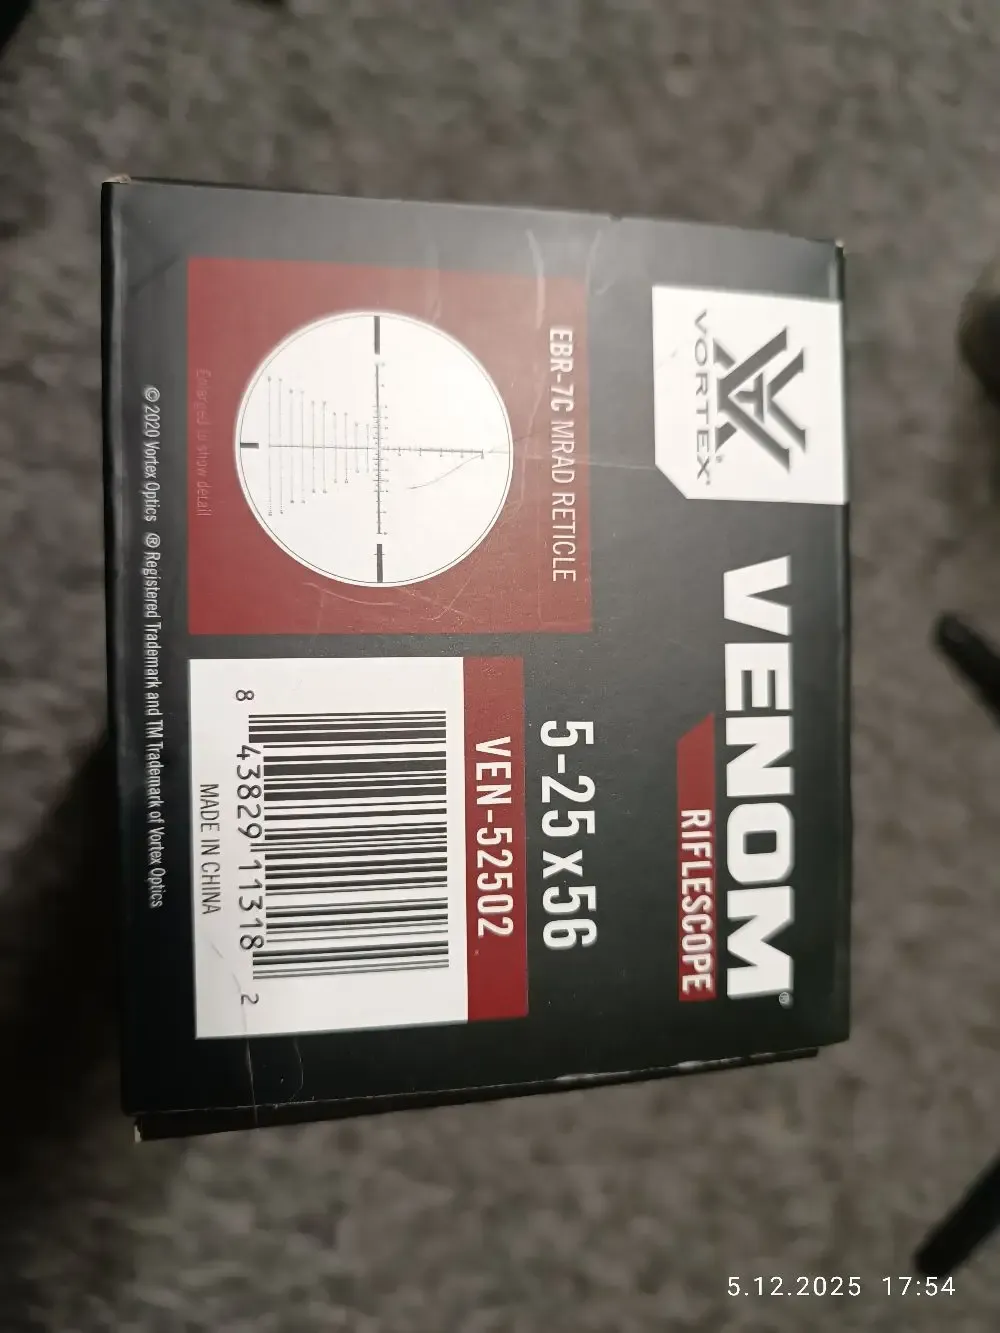 VORTEX®
VENOM®
RIFLESCOPE
EBR-7C MRAD RETICLE
Enlarged to show detail
5-25x56
VEN-52502
8 43829 11318 2
MADE IN CHINA
© 2020 Vortex Optics ® Registered Trademark and TM Trademark of Vortex Optics
5.12.2025 17:54